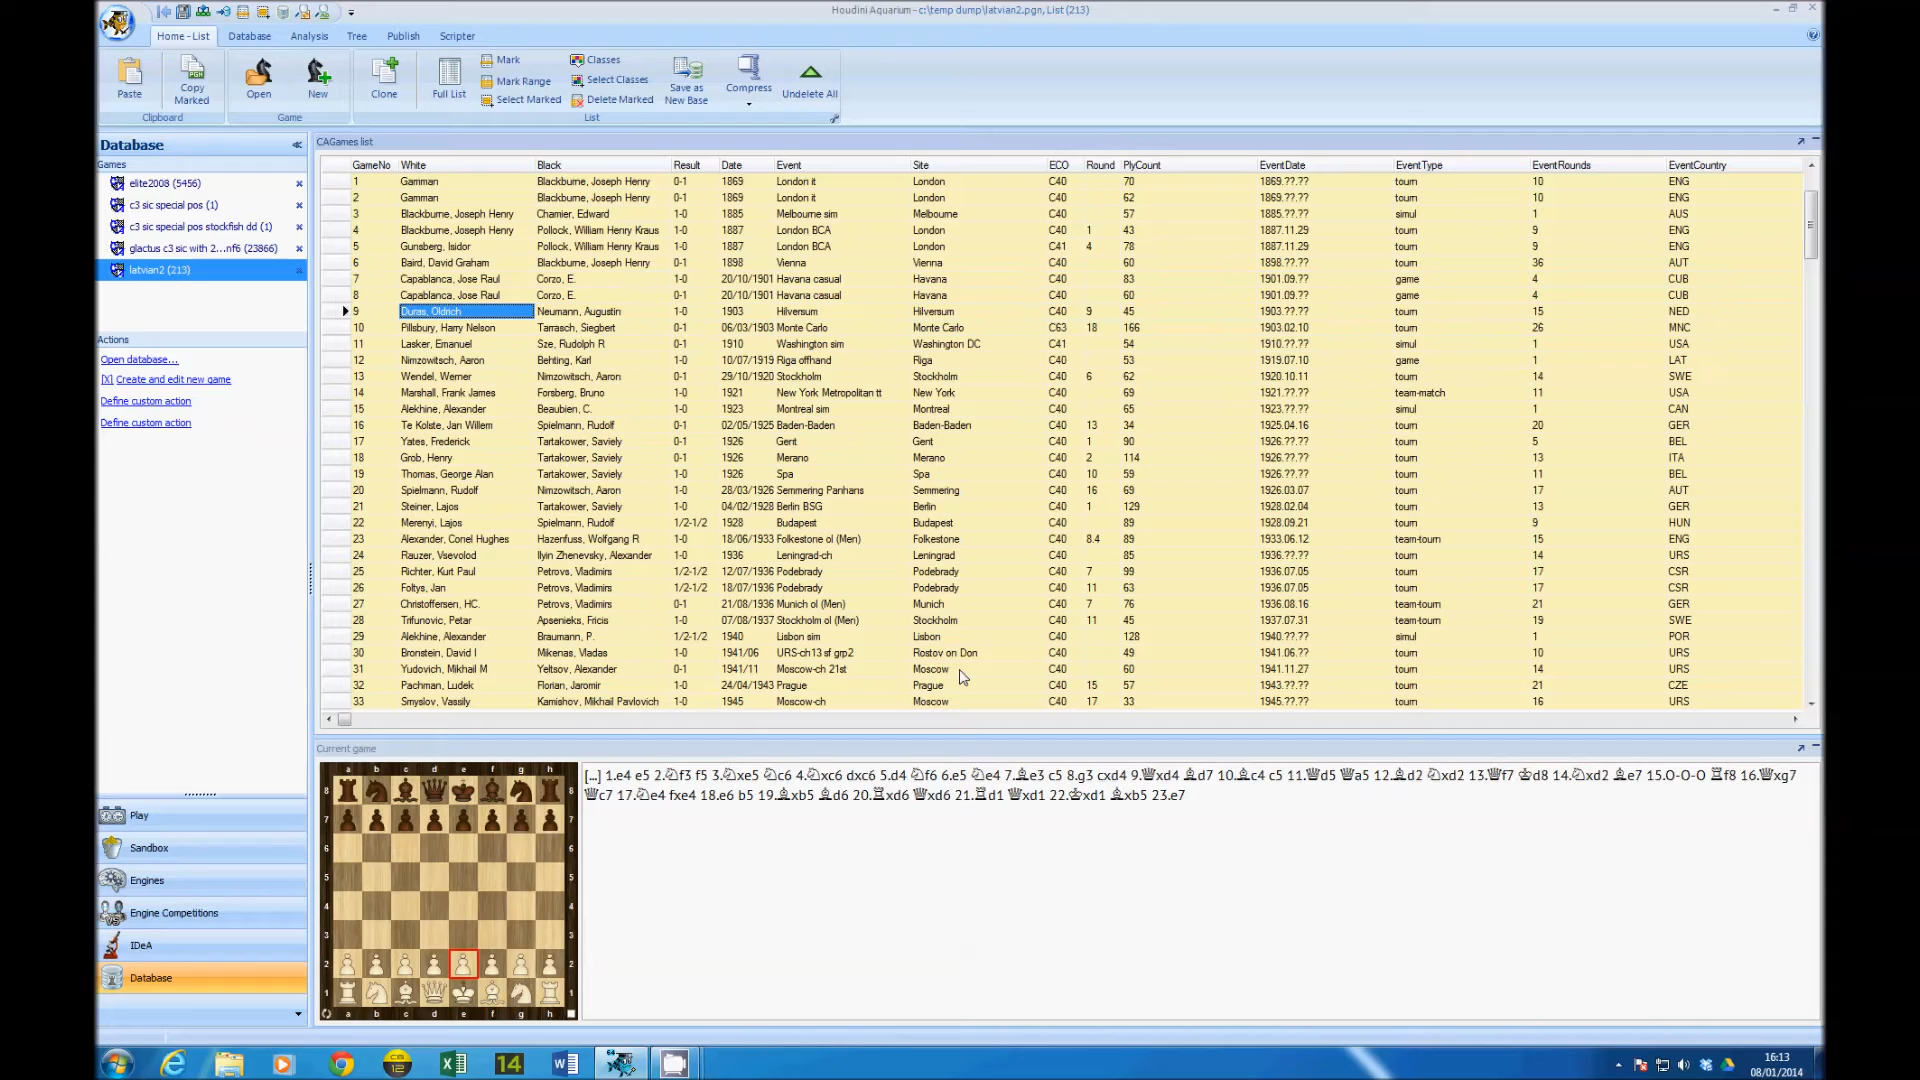 Houdini Aquarium - c:\temp dump\latvian2.pgn, List (213)
Home - List Database Analysis Tree Publish Scripter
Paste Copy Marked Open New Clone Full List Mark Mark Range Select Marked Classes Select Classes Delete Marked Save as New Base Compress Undelete All
Clipboard Game List
Database
Games
elite2008 (5456)
c3 sic special pos (1)
c3 sic special pos stockfish dd (1)
glactus c3 sic with 2...nf6 (23866)
latvian2 (213)
Actions
Open database...
[X] Create and edit new game
Define custom action
Define custom action
Play
Sandbox
Engines
Engine Competitions
IDeA
Database
CAGames list
GameNo White Black Result Date Event Site ECO Round PlyCount EventDate EventType EventRounds EventCountry
1 Gamman Blackburne, Joseph Henry 0-1 1869 London it London C40 70 1869.??.?? tourn 10 ENG
2 Gamman Blackburne, Joseph Henry 0-1 1869 London it London C40 62 1869.??.?? tourn 10 ENG
3 Blackburne, Joseph Henry Chamier, Edward 1-0 1885 Melbourne sim Melbourne C40 57 1885.??.?? simul 1 AUS
4 Blackburne, Joseph Henry Pollock, William Henry Kraus 1-0 1887 London BCA London C40 1 43 1887.11.29 tourn 9 ENG
5 Gunsberg, Isidor Pollock, William Henry Kraus 1-0 1887 London BCA London C41 4 78 1887.11.29 tourn 9 ENG
6 Baird, David Graham Blackburne, Joseph Henry 0-1 1898 Vienna Vienna C40 60 1898.??.?? tourn 36 AUT
7 Capablanca, Jose Raul Corzo, E. 1-0 20/10/1901 Havana casual Havana C40 83 1901.09.?? game 4 CUB
8 Capablanca, Jose Raul Corzo, E. 0-1 20/10/1901 Havana casual Havana C40 60 1901.09.?? game 4 CUB
9 Duras, Oldrich Neumann, Augustin 1-0 1903 Hilversum Hilversum C40 9 45 1903.??.?? tourn 15 NED
10 Pillsbury, Harry Nelson Tarrasch, Siegbert 0-1 06/03/1903 Monte Carlo Monte Carlo C63 18 166 1903.02.10 tourn 26 MNC
11 Lasker, Emanuel Sze, Rudolph R 0-1 1910 Washington sim Washington DC C41 54 1910.??.?? simul 1 USA
12 Nimzowitsch, Aaron Behting, Karl 1-0 10/07/1919 Riga offhand Riga C40 53 1919.07.10 game 1 LAT
13 Wendel, Werner Nimzowitsch, Aaron 0-1 29/10/1920 Stockholm Stockholm C40 6 62 1920.10.11 tourn 14 SWE
14 Marshall, Frank James Forsberg, Bruno 1-0 1921 New York Metropolitan tt New York C40 69 1921.??.?? team-match 11 USA
15 Alekhine, Alexander Beaubien, C. 1-0 1923 Montreal sim Montreal C40 65 1923.??.?? simul 1 CAN
16 Te Kolste, Jan Willem Spielmann, Rudolf 0-1 02/05/1925 Baden-Baden Baden-Baden C40 13 34 1925.04.16 tourn 20 GER
17 Yates, Frederick Tartakower, Saviely 0-1 1926 Gent Gent C40 1 90 1926.??.?? tourn 5 BEL
18 Grob, Henry Tartakower, Saviely 0-1 1926 Merano Merano C40 2 114 1926.??.?? tourn 13 ITA
19 Thomas, George Alan Tartakower, Saviely 1-0 1926 Spa Spa C40 10 59 1926.??.?? tourn 11 BEL
20 Spielmann, Rudolf Nimzowitsch, Aaron 1-0 28/03/1926 Semmering Panhans Semmering C40 16 69 1926.03.07 tourn 17 AUT
21 Steiner, Lajos Tartakower, Saviely 1-0 04/02/1928 Berlin BSG Berlin C40 1 129 1928.02.04 tourn 13 GER
22 Merenyi, Lajos Spielmann, Rudolf 1/2-1/2 1928 Budapest Budapest C40 89 1928.09.21 tourn 9 HUN
23 Alexander, Conel Hughes Hazenfuss, Wolfgang R 1-0 18/06/1933 Folkestone ol (Men) Folkestone C40 8.4 89 1933.06.12 team-tourn 15 ENG
24 Rauzer, Vsevolod Ilyin Zhenevsky, Alexander 1-0 1936 Leningrad-ch Leningrad C40 85 1936.??.?? tourn 14 URS
25 Richter, Kurt Paul Petrovs, Vladimirs 1/2-1/2 12/07/1936 Podebrady Podebrady C40 7 99 1936.07.05 tourn 17 CSR
26 Foltys, Jan Petrovs, Vladimirs 1/2-1/2 18/07/1936 Podebrady Podebrady C40 11 63 1936.07.05 tourn 17 CSR
27 Christoffersen, HC. Petrovs, Vladimirs 0-1 21/08/1936 Munich ol (Men) Munich C40 7 76 1936.08.16 team-tourn 21 GER
28 Trifunovic, Petar Apsenieks, Fricis 1-0 07/08/1937 Stockholm ol (Men) Stockholm C40 11 45 1937.07.31 team-tourn 19 SWE
29 Alekhine, Alexander Braumann, P. 1/2-1/2 1940 Lisbon sim Lisbon C40 128 1940.??.?? simul 1 POR
30 Bronstein, David I Mikenas, Vladas 1-0 1941/06 URS-ch13 sf grp2 Rostov on Don C40 49 1941.06.?? tourn 10 URS
31 Yudovich, Mikhail M Yeltsov, Alexander 0-1 1941/11 Moscow-ch 21st Moscow C40 60 1941.11.27 tourn 14 URS
32 Pachman, Ludek Florian, Jaromir 1-0 24/04/1943 Prague Prague C40 15 57 1943.??.?? tourn 21 CZE
33 Smyslov, Vassily Kamishov, Mikhail Pavlovich 1-0 1945 Moscow-ch Moscow C40 17 33 1945.??.?? tourn 16 URS
Current game
a b c d e f g h
8 8
7 7
6 6
5 5
4 4
3 3
2 2
1 1
a b c d e f g h
[...] 1.e4 e5 2.♘f3 f5 3.♘xe5 ♘c6 4.♘xc6 dxc6 5.d4 ♘f6 6.e5 ♘e4 7.♗e3 c5 8.g3 cxd4 9.♕xd4 ♗d7 10.♗c4 c5 11.♕d5 ♕a5 12.♗d2 ♘xd2 13.♕f7 ♔d8 14.♘xd2 ♗e7 15.O-O-O ♖f8 16.♕xg7
♕c7 17.♘e4 fxe4 18.e6 b5 19.♗xb5 ♗d6 20.♖xd6 ♕xd6 21.♖d1 ♕xd1 22.♔xd1 ♗xb5 23.e7
CB 12
14
64
16:13
08/01/2014